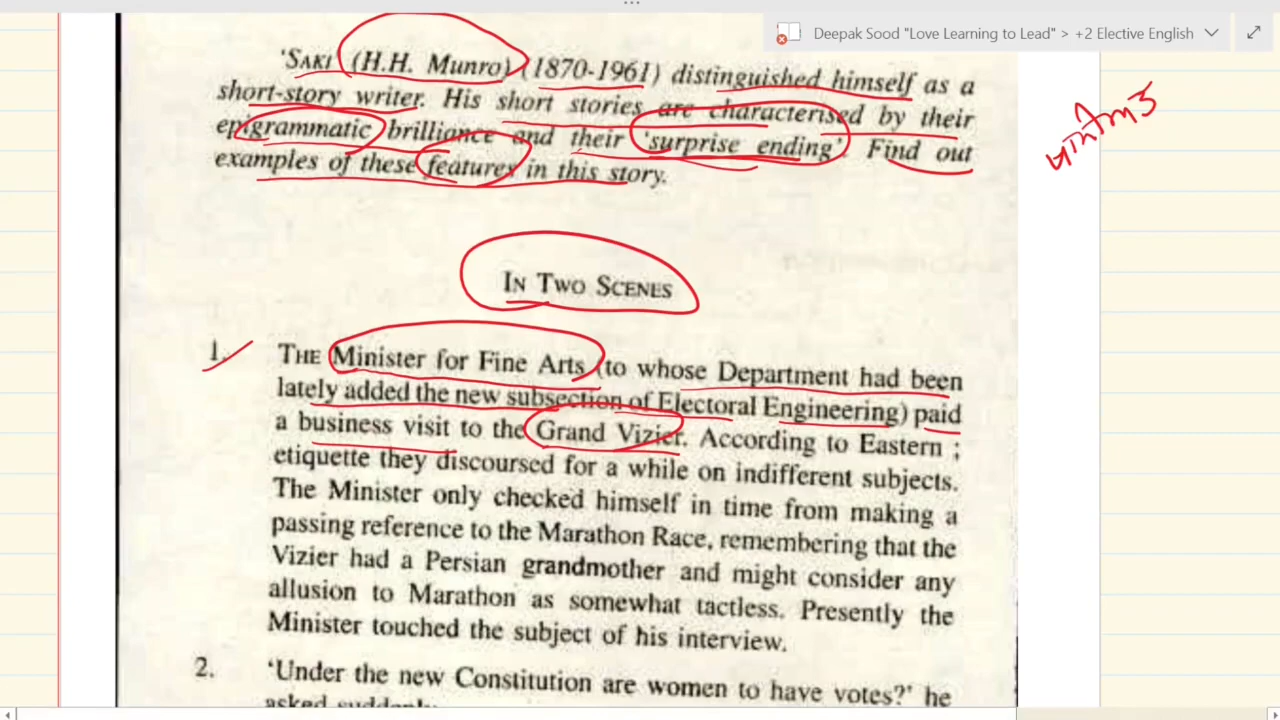 Deepak Sood "Love Learning to Lead" > +2 Elective English
'SAKI (H.H. Munro) (1870-1961) distinguished himself as a
short-story writer. His short stories are characterised by their
epigrammatic brilliance and their 'surprise ending'. Find out
examples of these features in this story.
IN TWO SCENES
1. THE Minister for Fine Arts (to whose Department had been
lately added the new subsection of Electoral Engineering) paid
a business visit to the Grand Vizier. According to Eastern ;
etiquette they discoursed for a while on indifferent subjects.
The Minister only checked himself in time from making a
passing reference to the Marathon Race, remembering that the
Vizier had a Persian grandmother and might consider any
allusion to Marathon as somewhat tactless. Presently the
Minister touched the subject of his interview.
2. 'Under the new Constitution are women to have votes?' he
asked suddenly